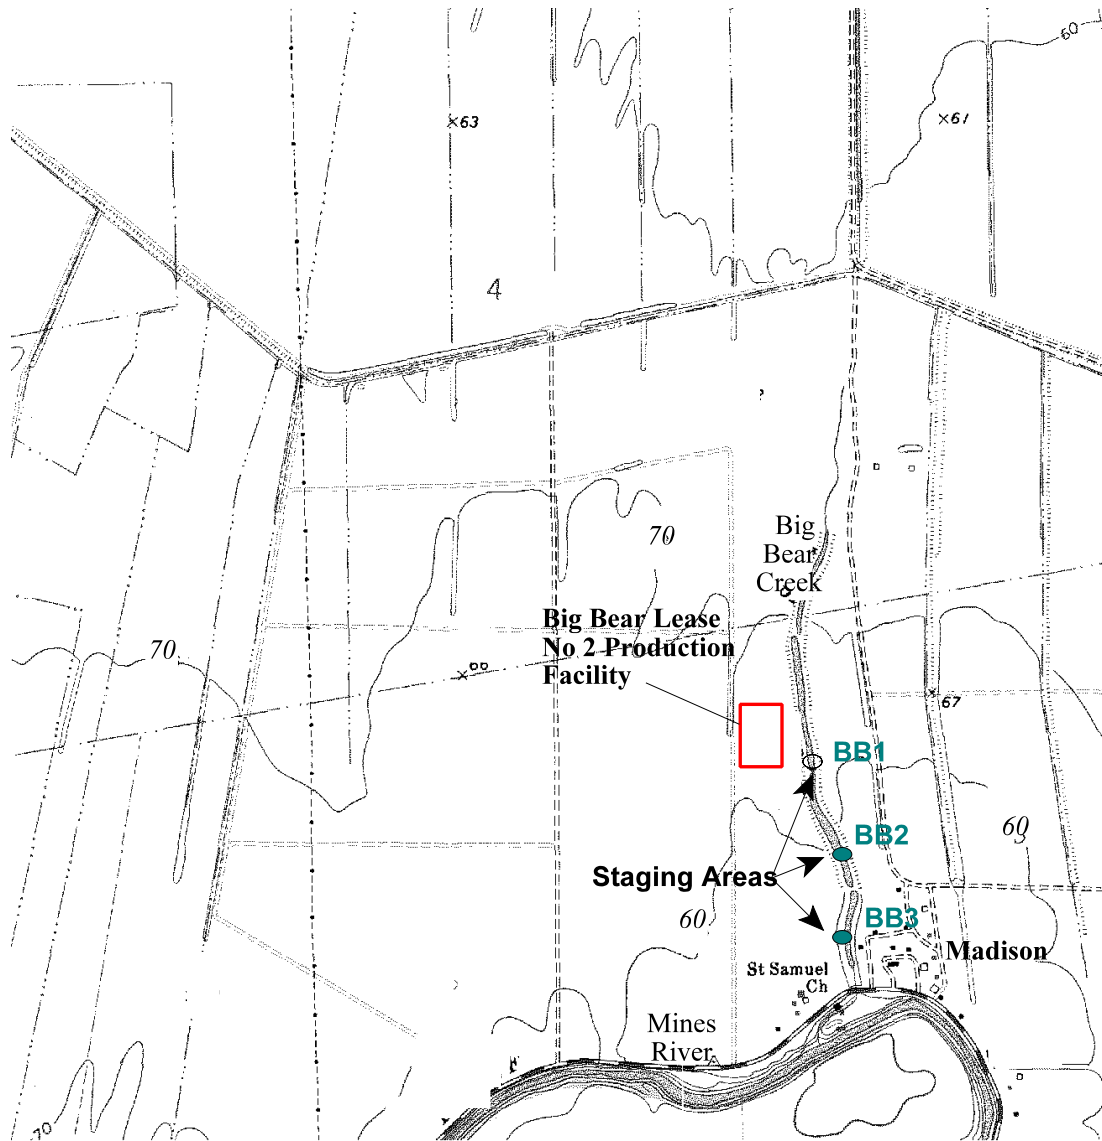 60
63
61
4
Big
70
Bear
Creek
Big Bear Lease
70
No 2 Production
Facility
67
BB1
60
BB2
Staging Areas
60
BB3
Madison
St Samuel
Ch
Mines
River
70